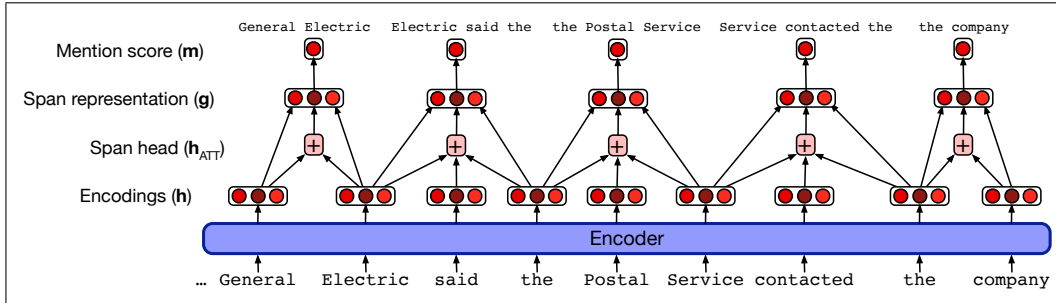 General Electric Electric said the the Postal Service Service contacted the the company
Mention score (m)
Span representation (g)
Span head (hATT)
+ + + + +
Encodings (h)
Encoder
... General Electric said the Postal Service contacted the company